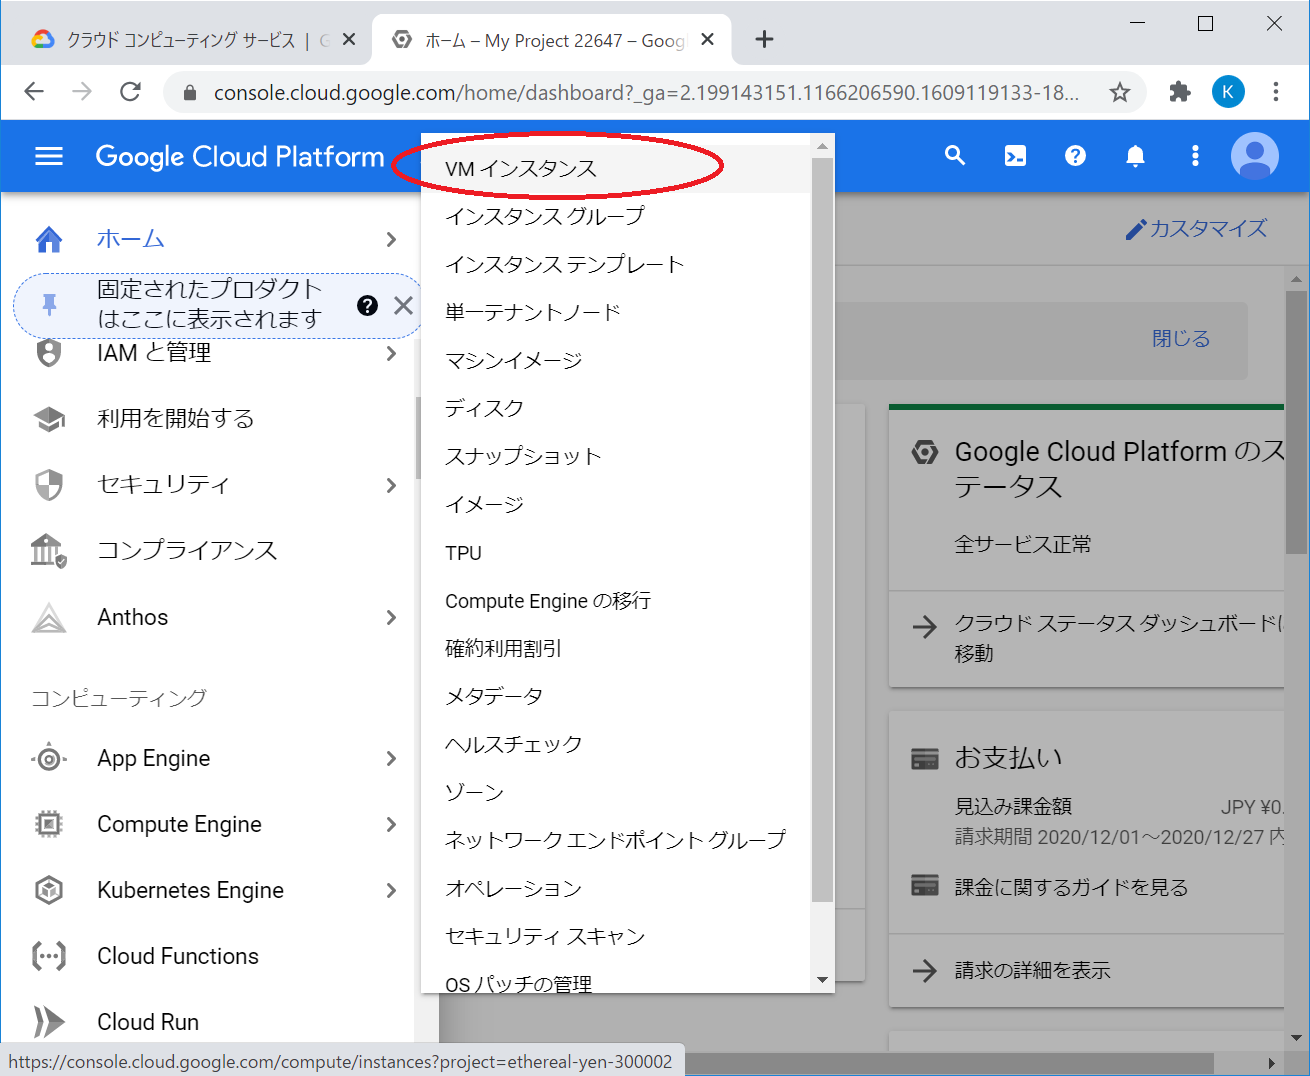 クラウド コンピューティング サービス | G
ホーム – My Project 22647 – Goog
console.cloud.google.com/home/dashboard?_ga=2.199143151.1166206590.1609119133-18...
K
Google Cloud Platform
ホーム
固定されたプロダクト
はここに表示されます
IAM と管理
利用を開始する
セキュリティ
コンプライアンス
Anthos
コンピューティング
App Engine
Compute Engine
Kubernetes Engine
Cloud Functions
Cloud Run
VM インスタンス
インスタンス グループ
インスタンス テンプレート
単一テナントノード
マシンイメージ
ディスク
スナップショット
イメージ
TPU
Compute Engine の移行
確約利用割引
メタデータ
ヘルスチェック
ゾーン
ネットワーク エンドポイント グループ
オペレーション
セキュリティ スキャン
OS パッチの管理
カスタマイズ
閉じる
Google Cloud Platform のス
テータス
全サービス正常
クラウド ステータス ダッシュボードに
移動
お支払い
見込み課金額 JPY ¥0.
請求期間 2020/12/01～2020/12/27 内
課金に関するガイドを見る
請求の詳細を表示
https://console.cloud.google.com/compute/instances?project=ethereal-yen-300002